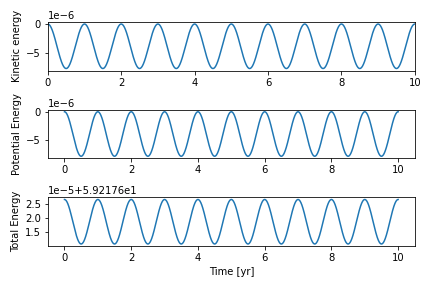 1e−6
Kinetic energy
0
−5
0 2 4 6 8 10
1e−6
Potential Energy
0
−5
0 2 4 6 8 10
1e−5+5.92176e1
Total Energy
2.5
2.0
1.5
0 2 4 6 8 10
Time [yr]